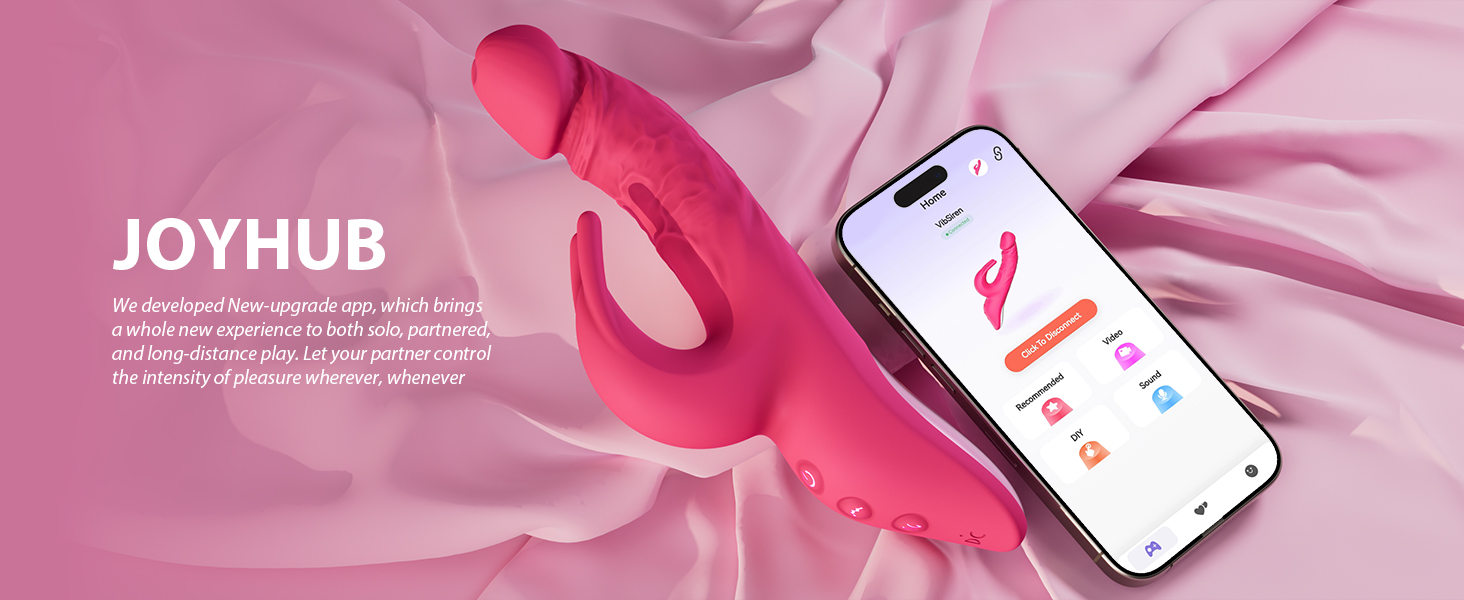 JOYHUB
We developed New-upgrade app, which brings
a whole new experience to both solo, partnered,
and long-distance play. Let your partner control
the intensity of pleasure wherever, whenever
Home
VibSiren
Connected
Click To Disconnect
Recommended
Video
DIY
Sound
DC